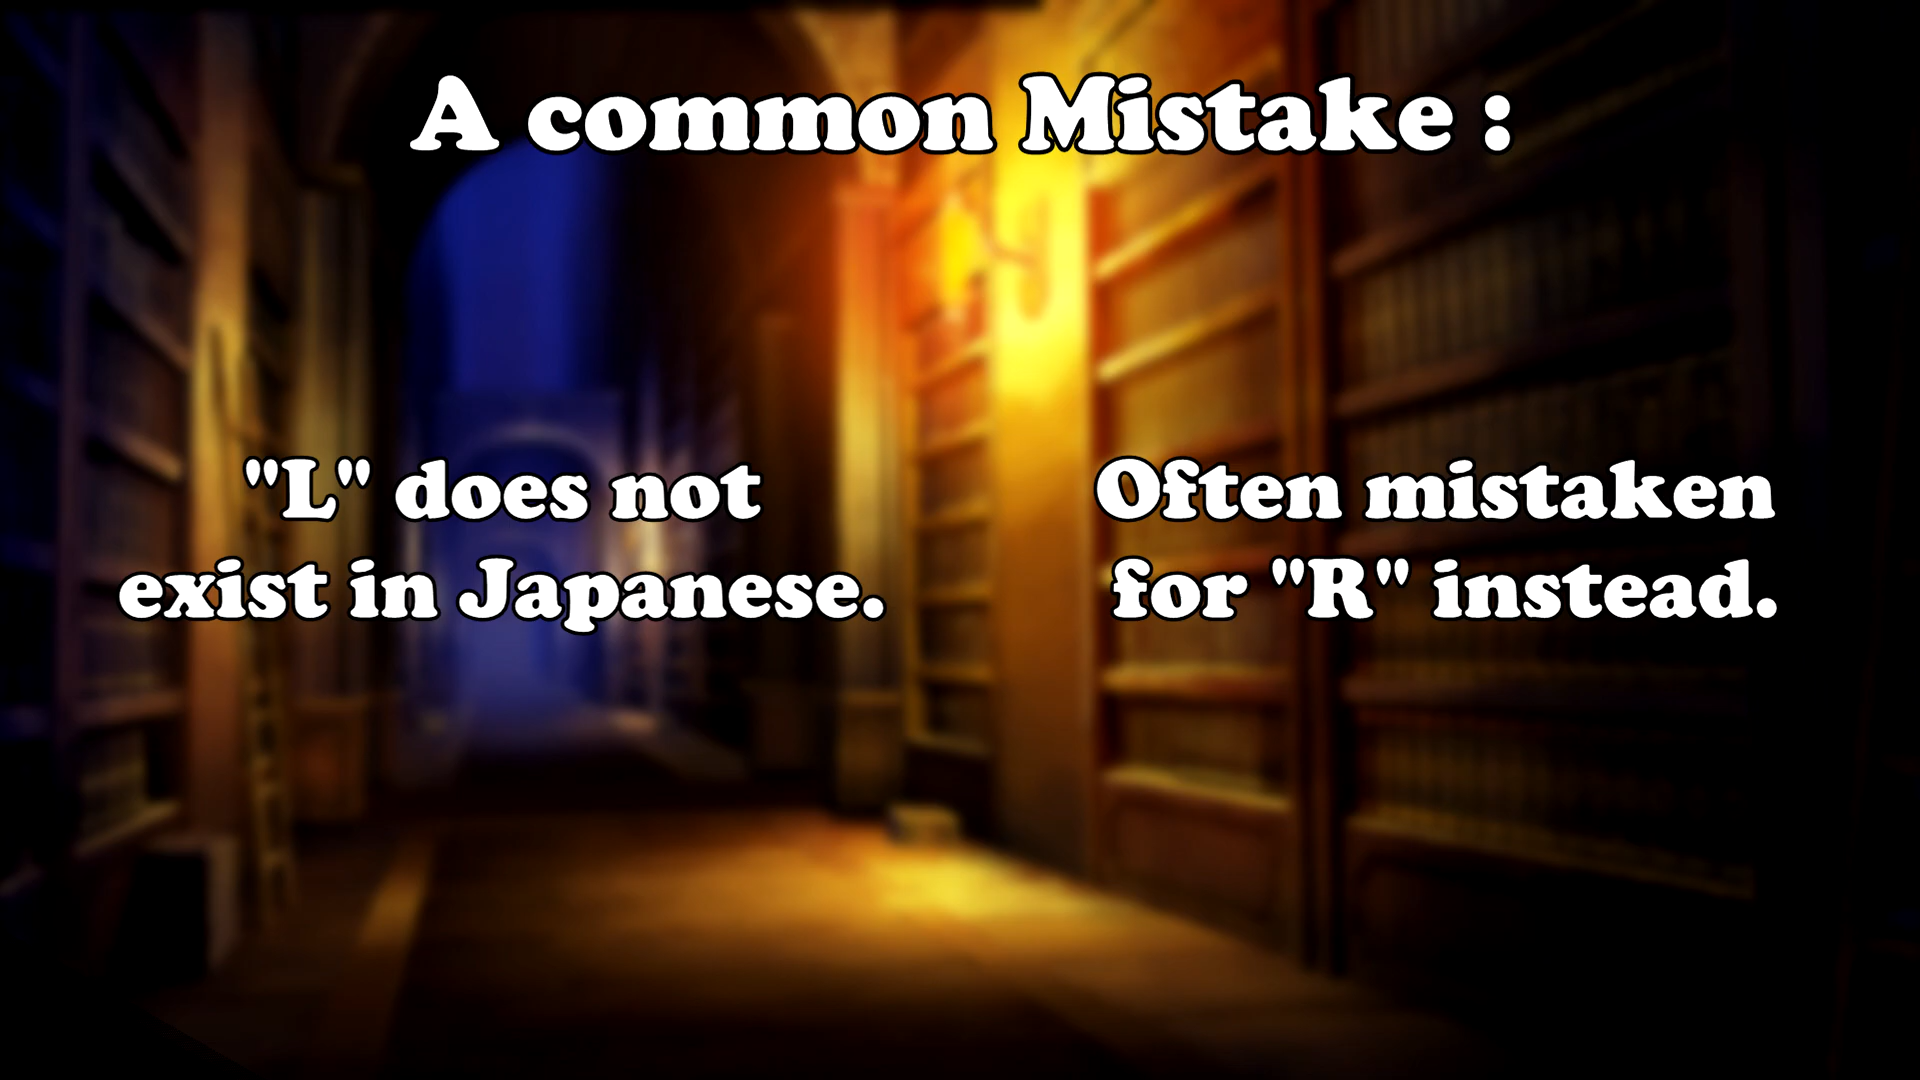 A common Mistake :
"L" does not
exist in Japanese.
Often mistaken
for "R" instead.